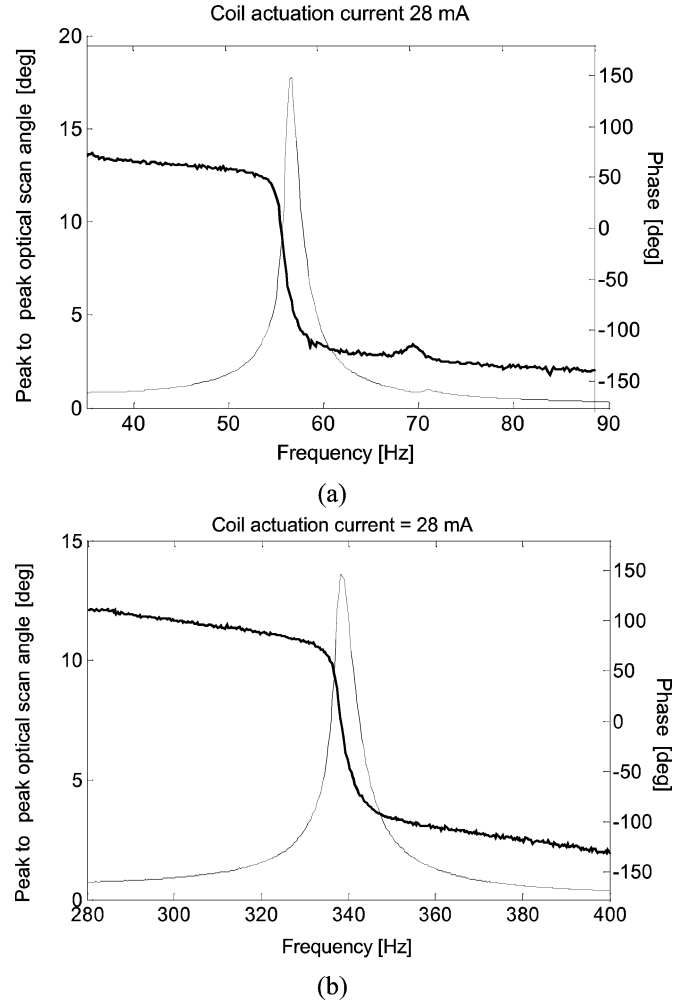 Coil actuation current 28 mA
Peak to peak optical scan angle [deg]
20
15
10
5
0
150
100
50
0
-50
-100
-150
Phase [deg]
40 50 60 70 80 90
Frequency [Hz]
(a)
Coil actuation current = 28 mA
Peak to peak optical scan angle [deg]
15
10
5
0
150
100
50
0
-50
-100
-150
Phase [deg]
280 300 320 340 360 380 400
Frequency [Hz]
(b)